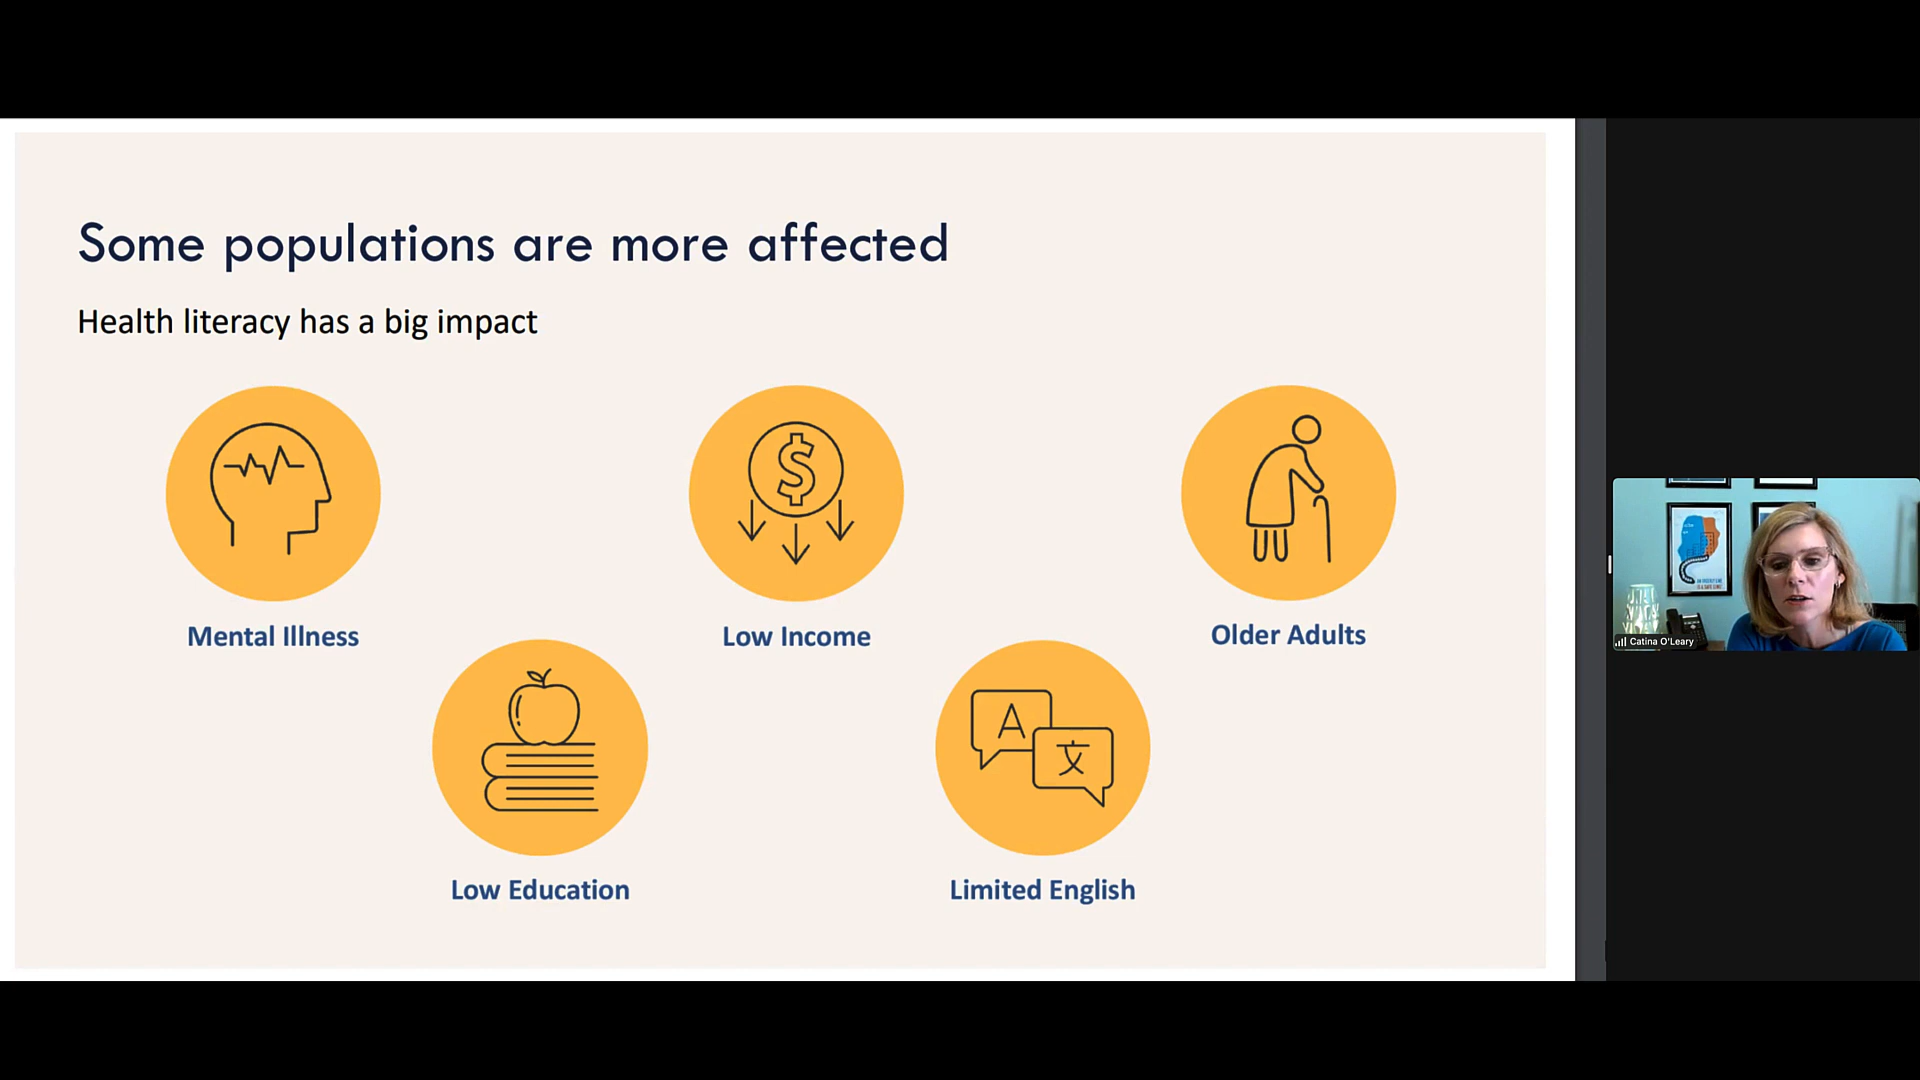 Some populations are more affected
Health literacy has a big impact
$
Mental Illness
Low Income
Older Adults
A
文
Low Education
Limited English
Catina O'Leary